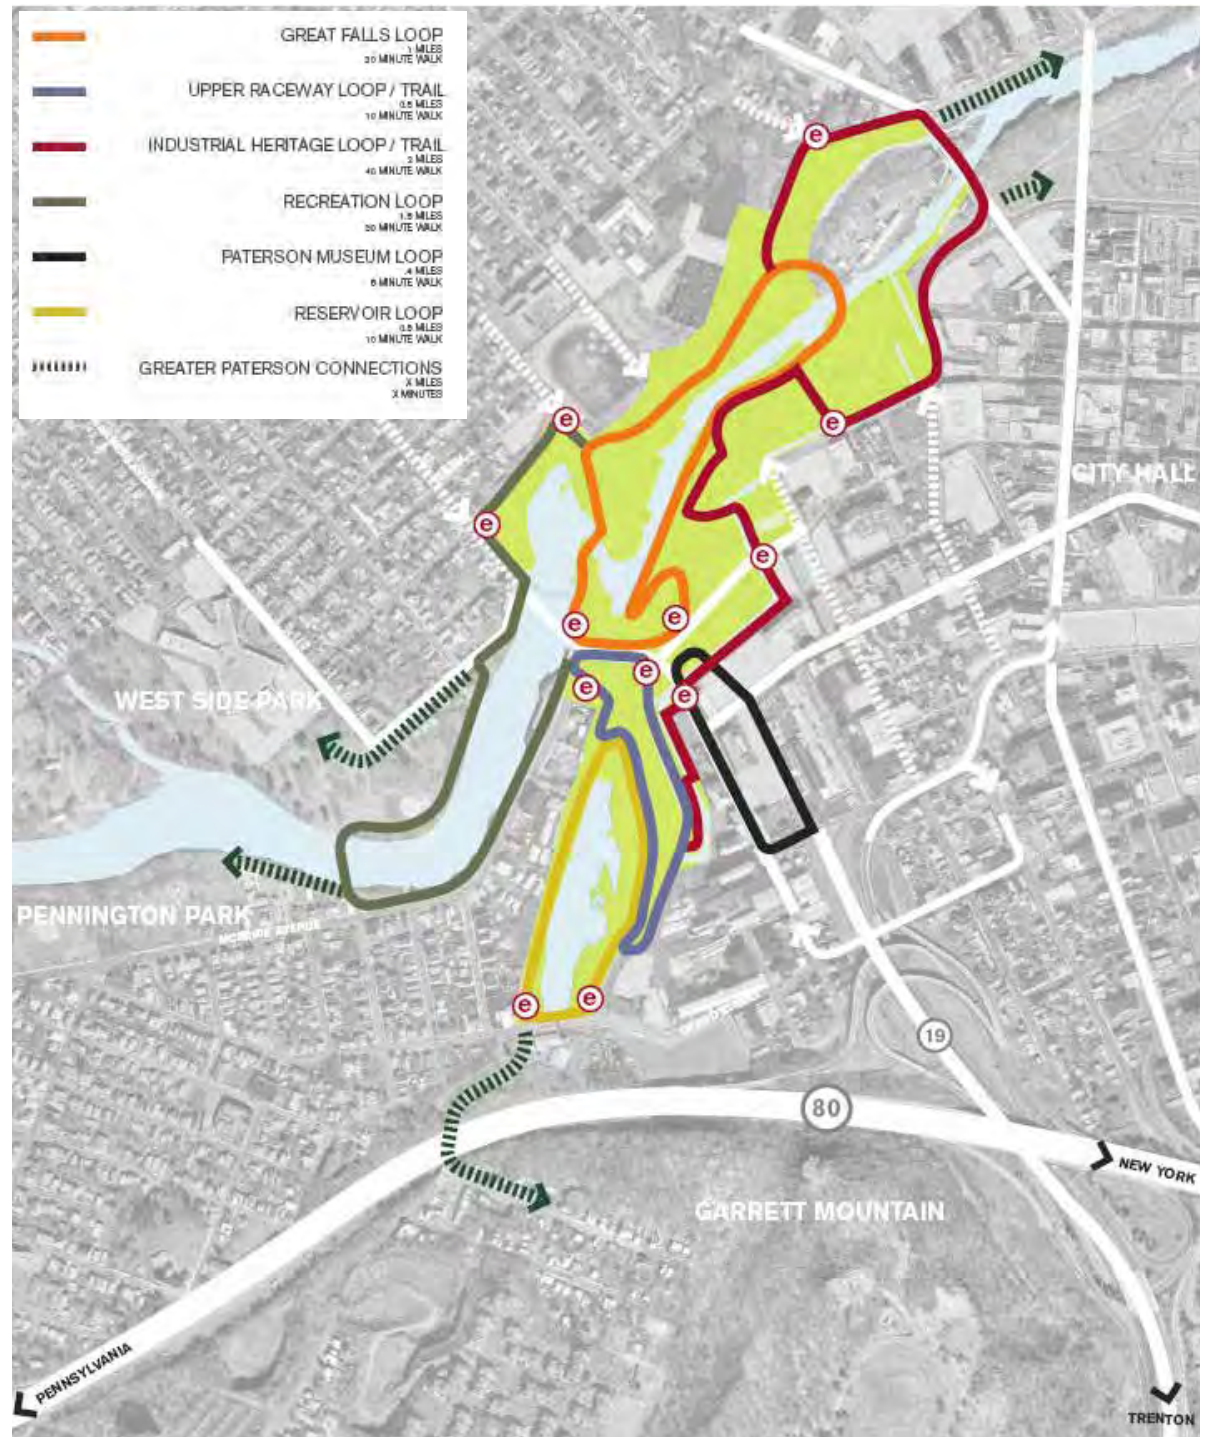 GREAT FALLS LOOP
1 MILES
20 MINUTE WALK
UPPER RACEWAY LOOP / TRAIL
0.5 MILES
10 MINUTE WALK
INDUSTRIAL HERITAGE LOOP / TRAIL
2 MILES
40 MINUTE WALK
RECREATION LOOP
1.5 MILES
30 MINUTE WALK
PATERSON MUSEUM LOOP
.4 MILES
8 MINUTE WALK
RESERVOIR LOOP
0.5 MILES
10 MINUTE WALK
GREATER PATERSON CONNECTIONS
X MILES
X MINUTES
e
e
e
CITY HALL
e
e
e
e
e
e
e
WEST SIDE PARK
PENNINGTON PARK
MCBRIDE AVENUE
e
e
19
80
NEW YORK
GARRETT MOUNTAIN
PENNSYLVANIA
TRENTON